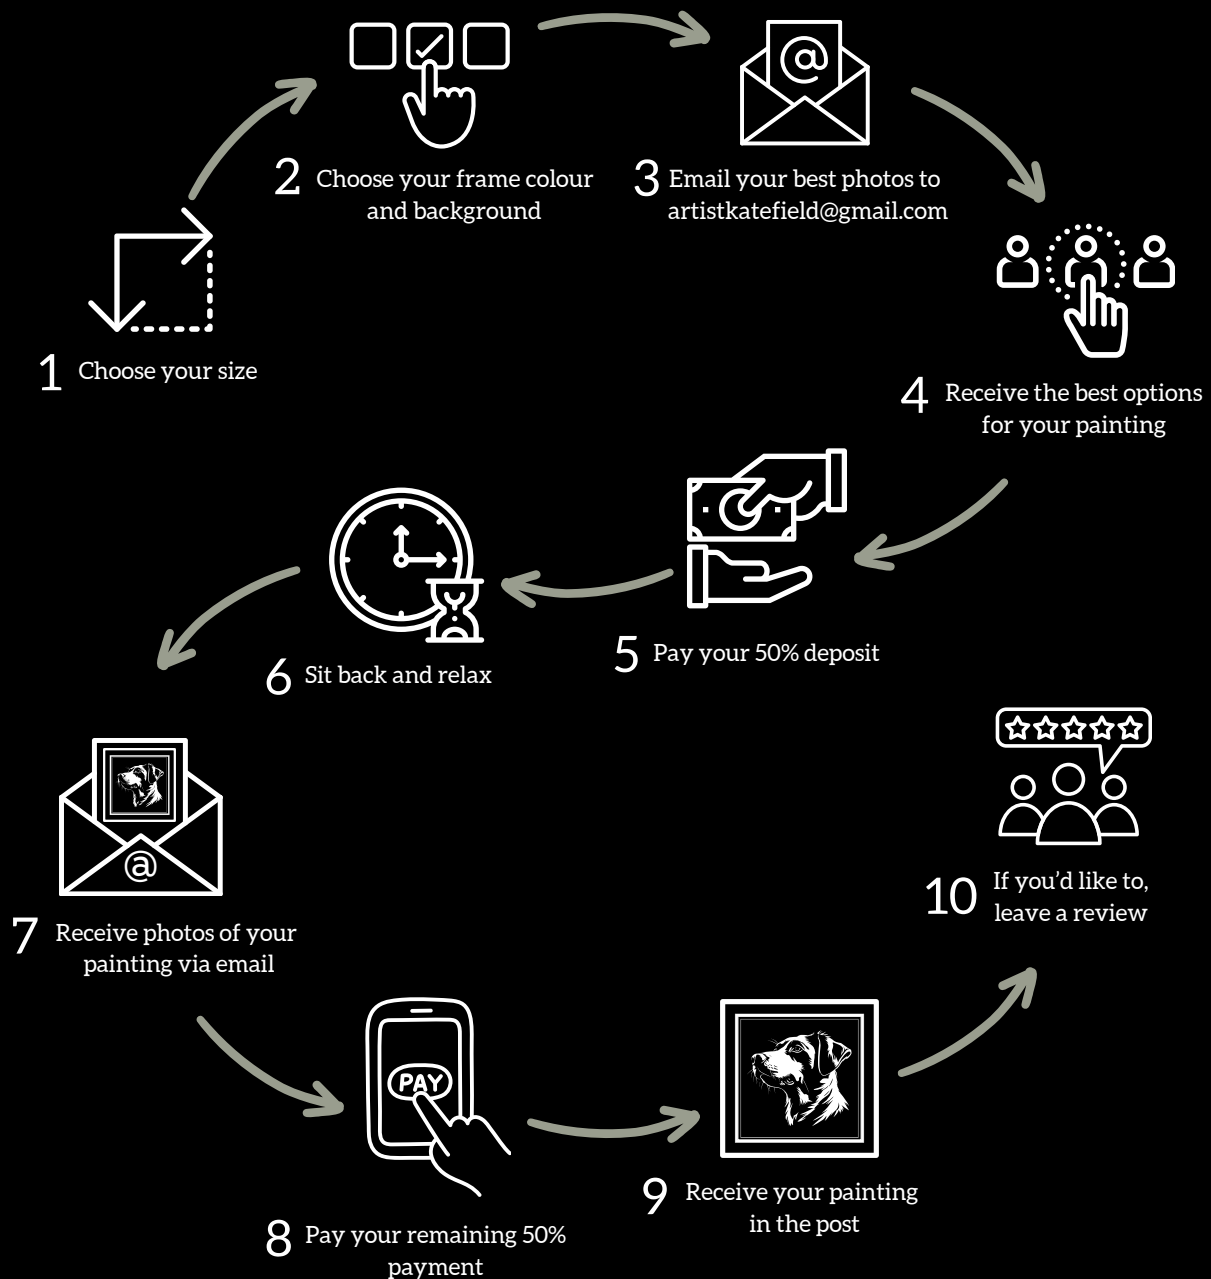 1 Choose your size
2 Choose your frame colour
and background
3 Email your best photos to
artistkatefield@gmail.com
@
4 Receive the best options
for your painting
5 Pay your 50% deposit
6 Sit back and relax
@
7 Receive photos of your
painting via email
PAY
8 Pay your remaining 50%
payment
9 Receive your painting
in the post
10 If you’d like to,
leave a review